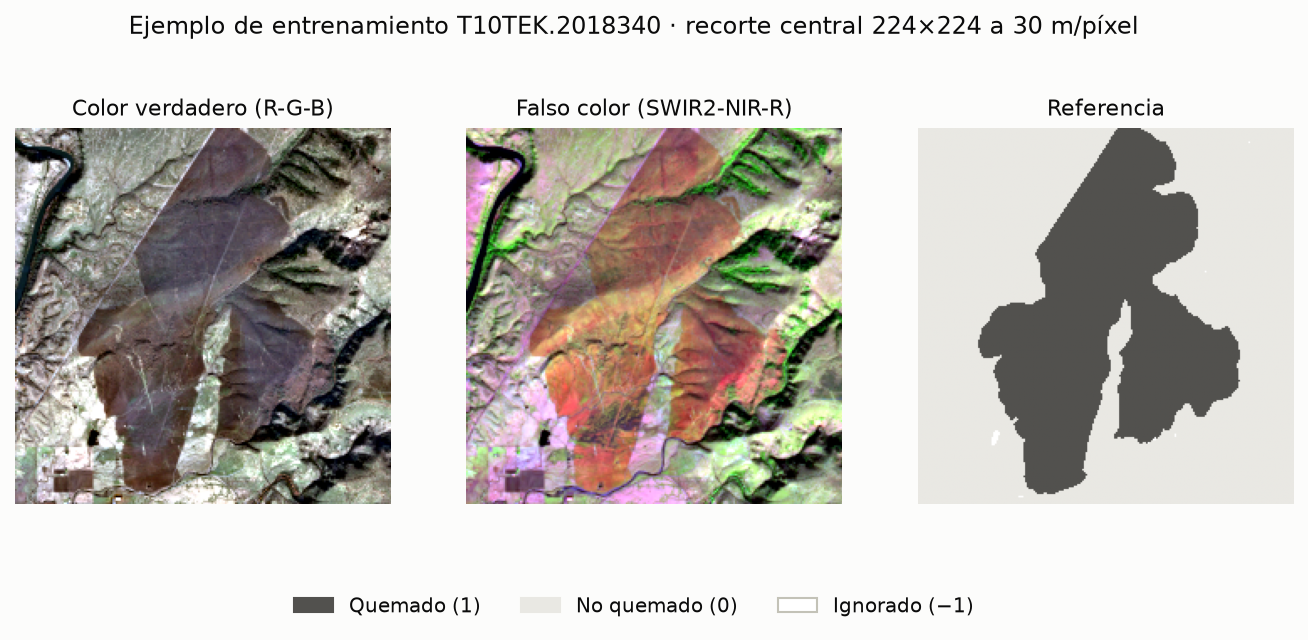 Ejemplo de entrenamiento T10TEK.2018340 · recorte central 224×224 a 30 m/píxel
Color verdadero (R-G-B)
Falso color (SWIR2-NIR-R)
Referencia
Quemado (1)
No quemado (0)
Ignorado (−1)